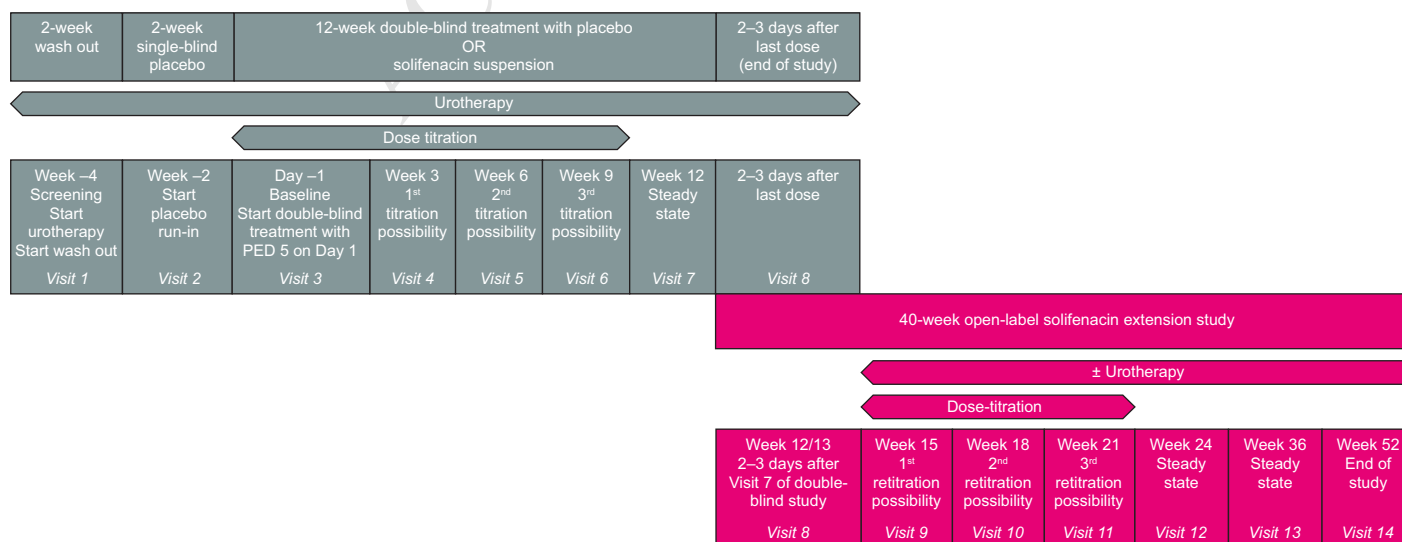 2-week
wash out
2-week
single-blind
placebo
12-week double-blind treatment with placebo
OR
solifenacin suspension
2–3 days after
last dose
(end of study)
Urotherapy
Dose titration
Week –4
Screening
Start
urotherapy
Start wash out
Visit 1
Week –2
Start
placebo
run-in
Visit 2
Day –1
Baseline
Start double-blind
treatment with
PED 5 on Day 1
Visit 3
Week 3
1st
titration
possibility
Visit 4
Week 6
2nd
titration
possibility
Visit 5
Week 9
3rd
titration
possibility
Visit 6
Week 12
Steady
state
Visit 7
2–3 days after
last dose
Visit 8
40-week open-label solifenacin extension study
± Urotherapy
Dose-titration
Week 12/13
2–3 days after
Visit 7 of double-
blind study
Visit 8
Week 15
1st
retitration
possibility
Visit 9
Week 18
2nd
retitration
possibility
Visit 10
Week 21
3rd
retitration
possibility
Visit 11
Week 24
Steady
state
Visit 12
Week 36
Steady
state
Visit 13
Week 52
End of
study
Visit 14